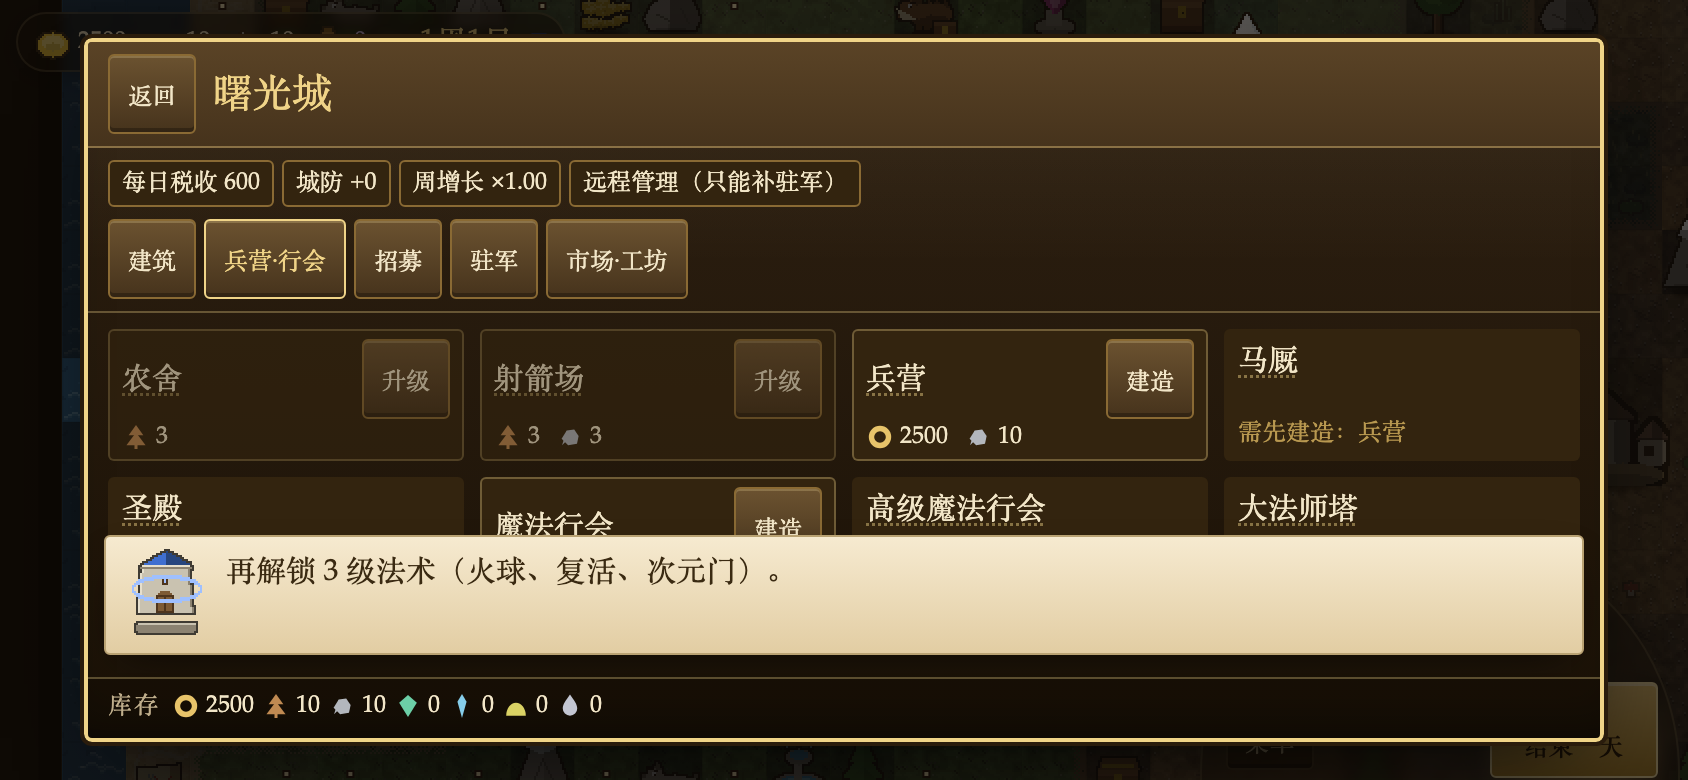 返回 曙光城
每日税收 600 城防 +0 周增长 ×1.00 远程管理（只能补驻军）
建筑 兵营·行会 招募 驻军 市场·工坊
农舍 升级 射箭场 升级 兵营 建造 马厩
3 3 3 2500 10 需先建造：兵营
圣殿 魔法行会 建造 高级魔法行会 大法师塔
再解锁 3 级法术（火球、复活、次元门）。
库存 2500 10 10 0 0 0 0
结束 天